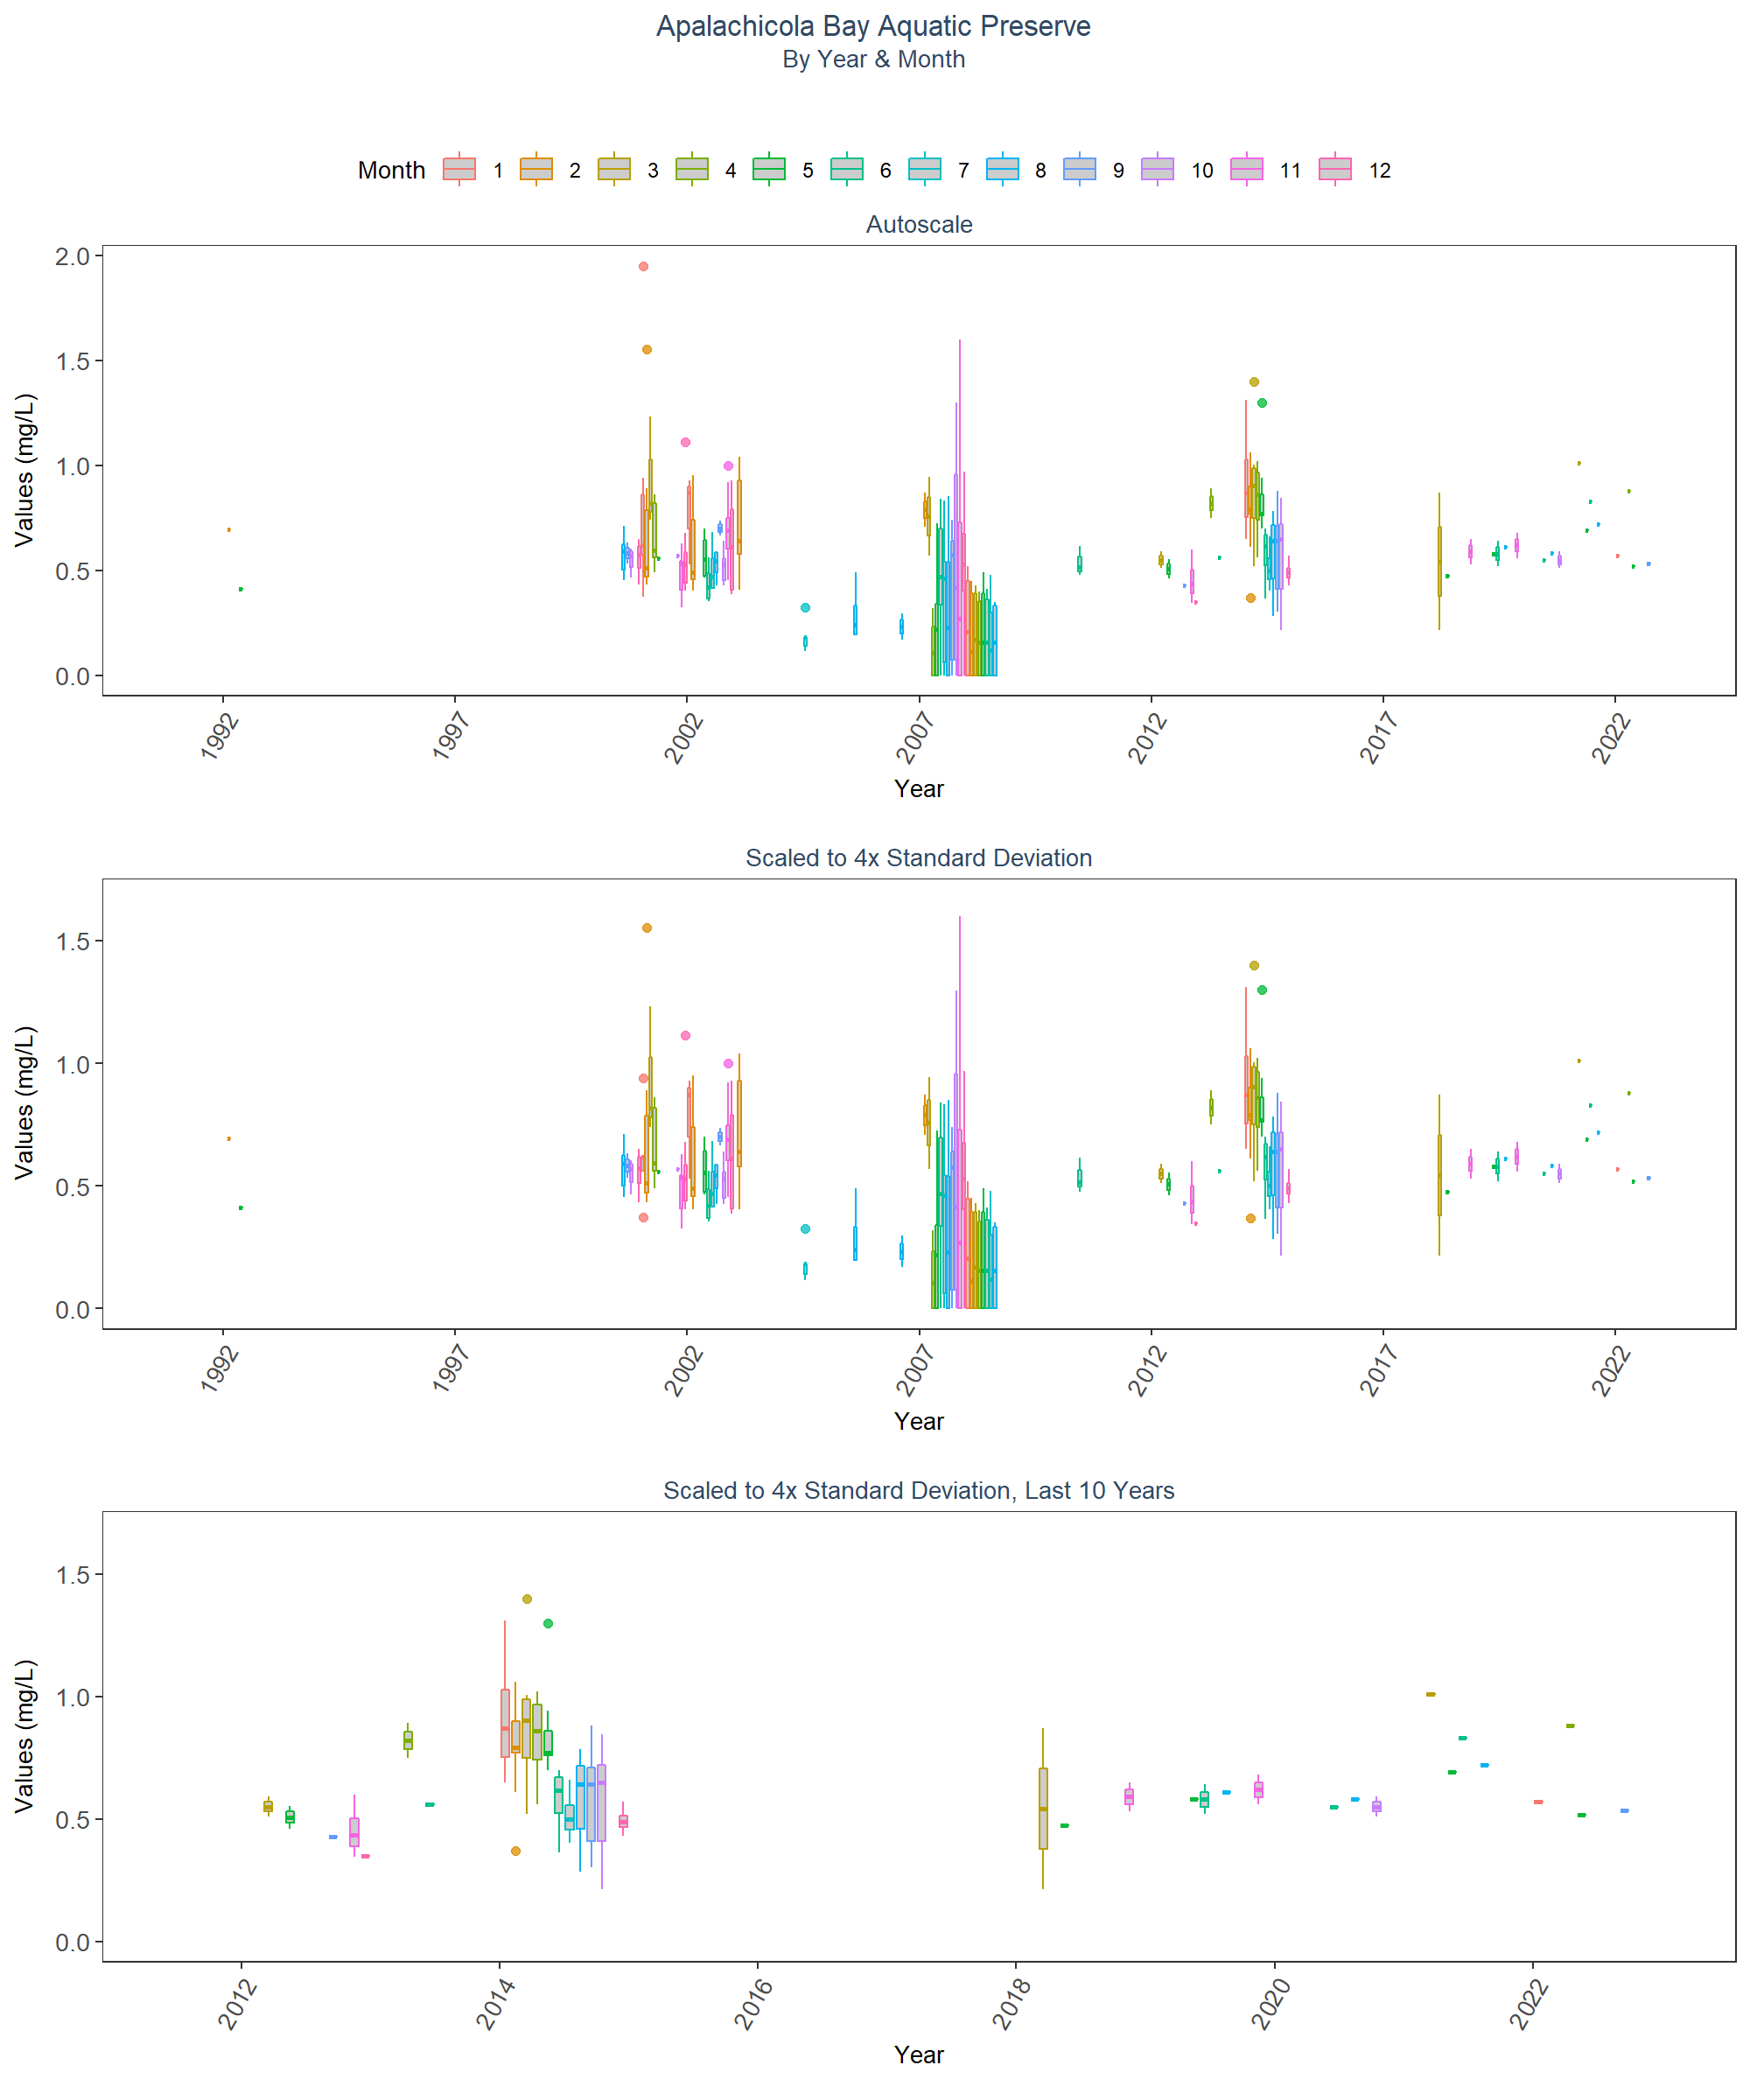 Apalachicola Bay Aquatic Preserve
By Year & Month
Month 1 2 3 4 5 6 7 8 9 10 11 12
Autoscale
Values (mg/L)
2.0
1.5
1.0
0.5
0.0
1992 1997 2002 2007 2012 2017 2022
Year
Scaled to 4x Standard Deviation
Values (mg/L)
1.5
1.0
0.5
0.0
1992 1997 2002 2007 2012 2017 2022
Year
Scaled to 4x Standard Deviation, Last 10 Years
Values (mg/L)
1.5
1.0
0.5
0.0
2012 2014 2016 2018 2020 2022
Year